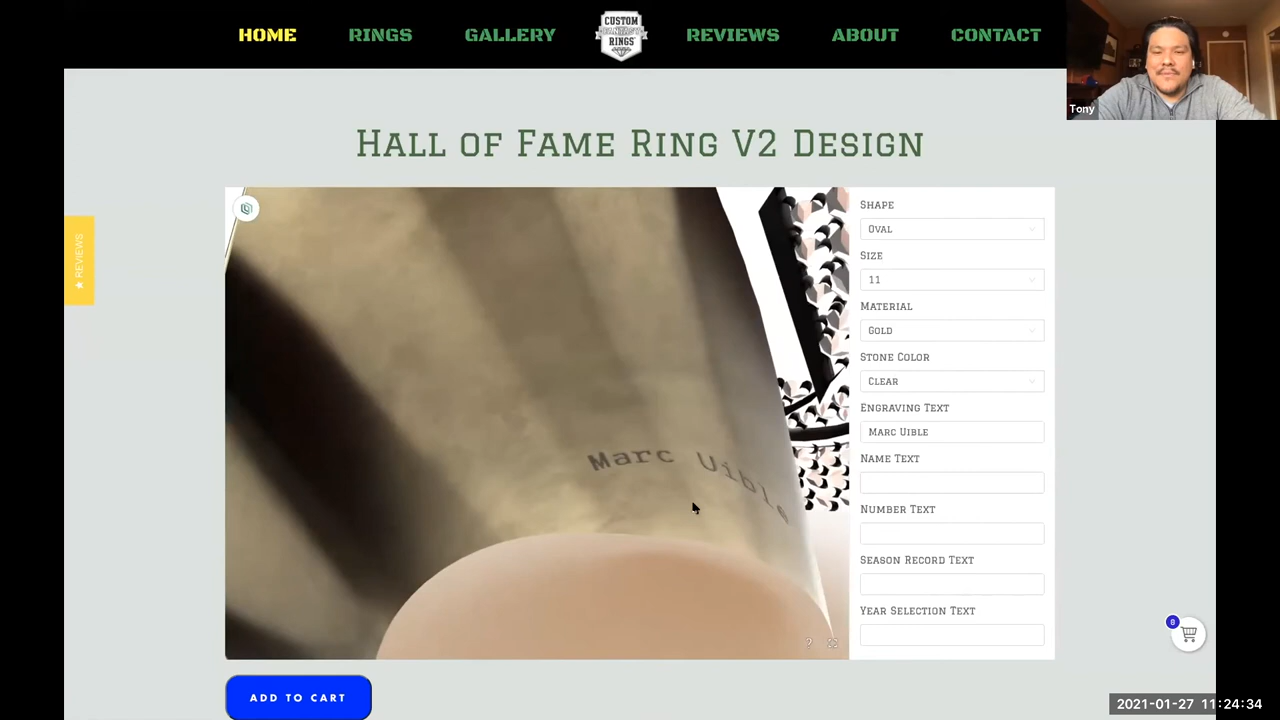 HOME RINGS GALLERY CUSTOM RINGS REVIEWS ABOUT CONTACT
Tony
HALL OF FAME RING V2 DESIGN
★ REVIEWS
SHAPE
OVAL
SIZE
11
MATERIAL
GOLD
STONE COLOR
CLEAR
ENGRAVING TEXT
MARC UIBLE
Marc Uible
NAME TEXT
NUMBER TEXT
SEASON RECORD TEXT
YEAR SELECTION TEXT
?
ADD TO CART
2021-01-27 11:24:34